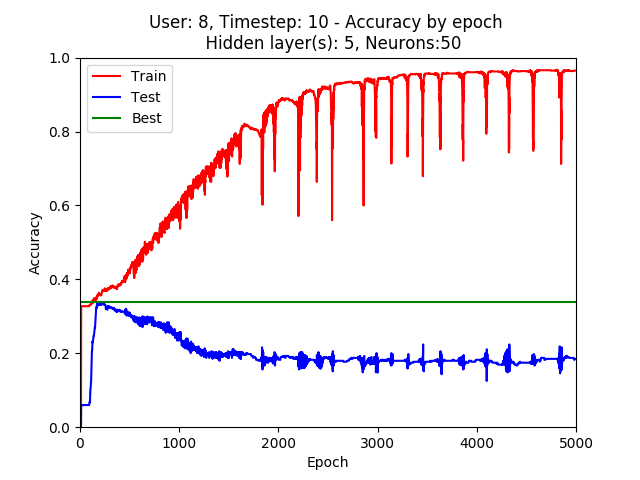 User: 8, Timestep: 10 - Accuracy by epoch
Hidden layer(s): 5, Neurons:50
1.0
0.8
0.6
0.4
0.2
0.0
Accuracy
Train
Test
Best
0
1000
2000
3000
4000
5000
Epoch